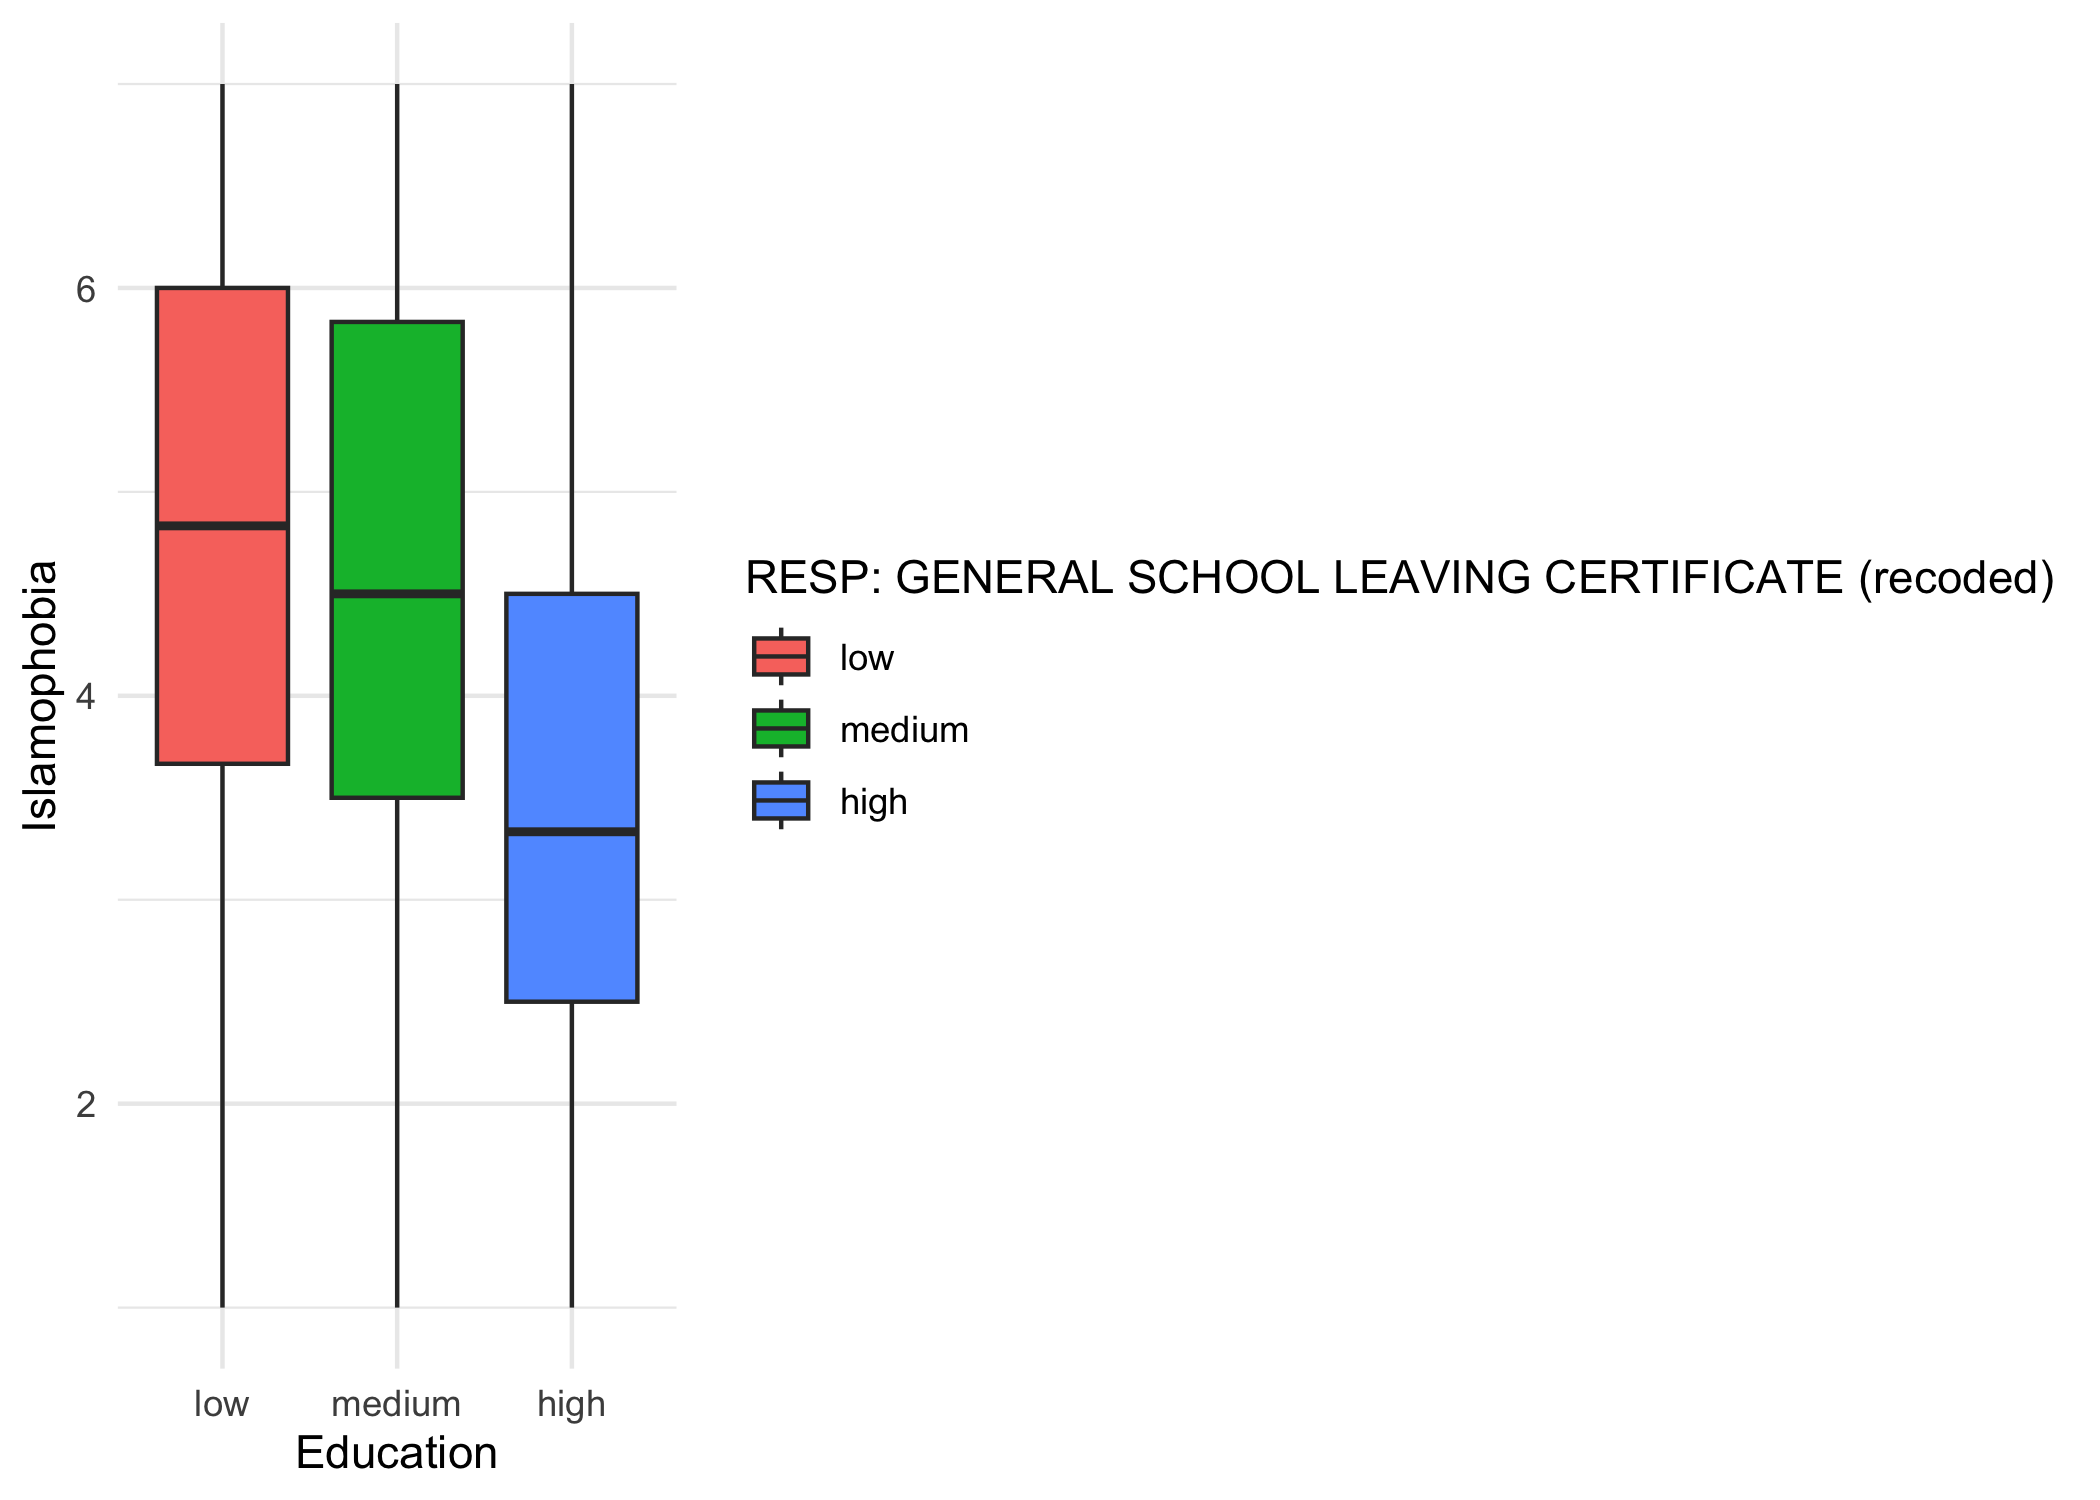 Islamophobia
6
4
2
low medium high
Education
RESP: GENERAL SCHOOL LEAVING CERTIFICATE (recoded)
low
medium
high